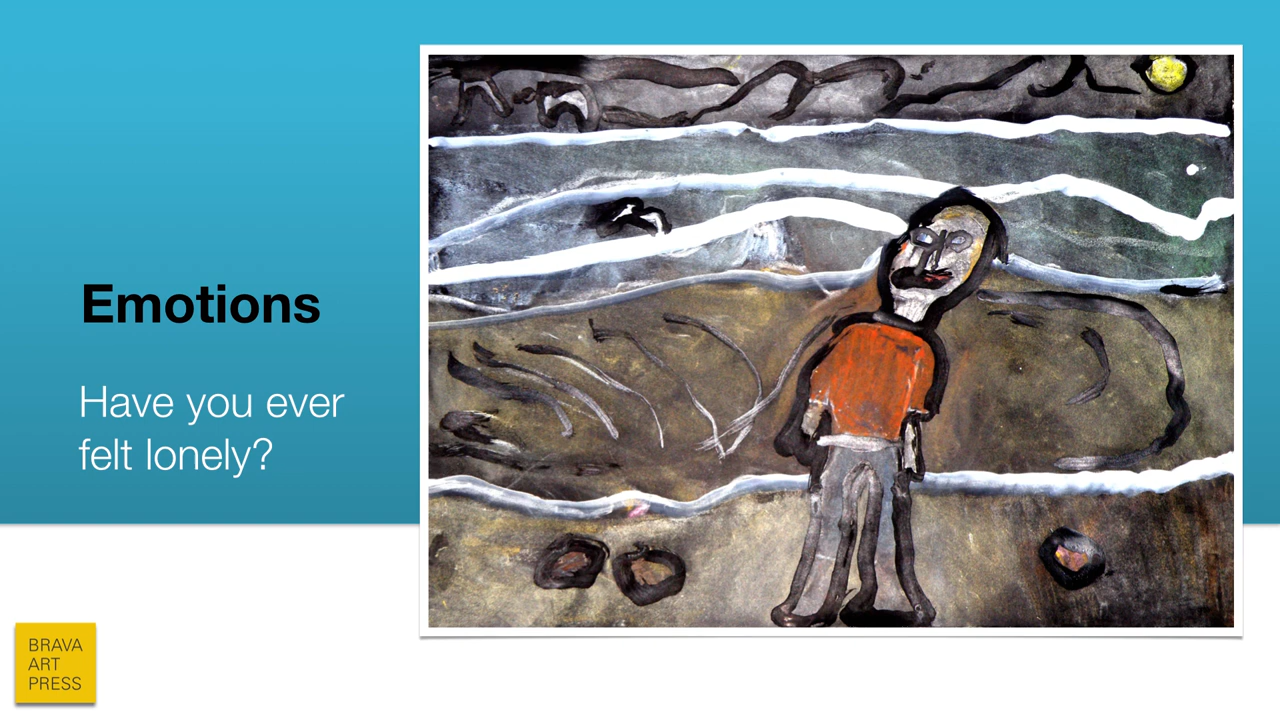 Emotions
Have you ever
felt lonely?
BRAVA
ART
PRESS